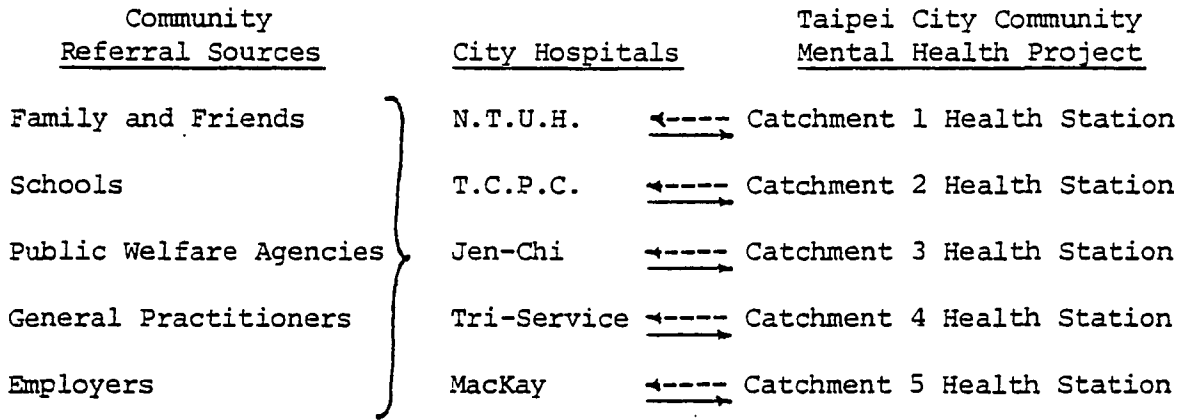 Community Taipei City Community
Referral Sources City Hospitals Mental Health Project
Family and Friends N.T.U.H. Catchment 1 Health Station
Schools T.C.P.C. Catchment 2 Health Station
Public Welfare Agencies Jen-Chi Catchment 3 Health Station
General Practitioners Tri-Service Catchment 4 Health Station
Employers MacKay Catchment 5 Health Station